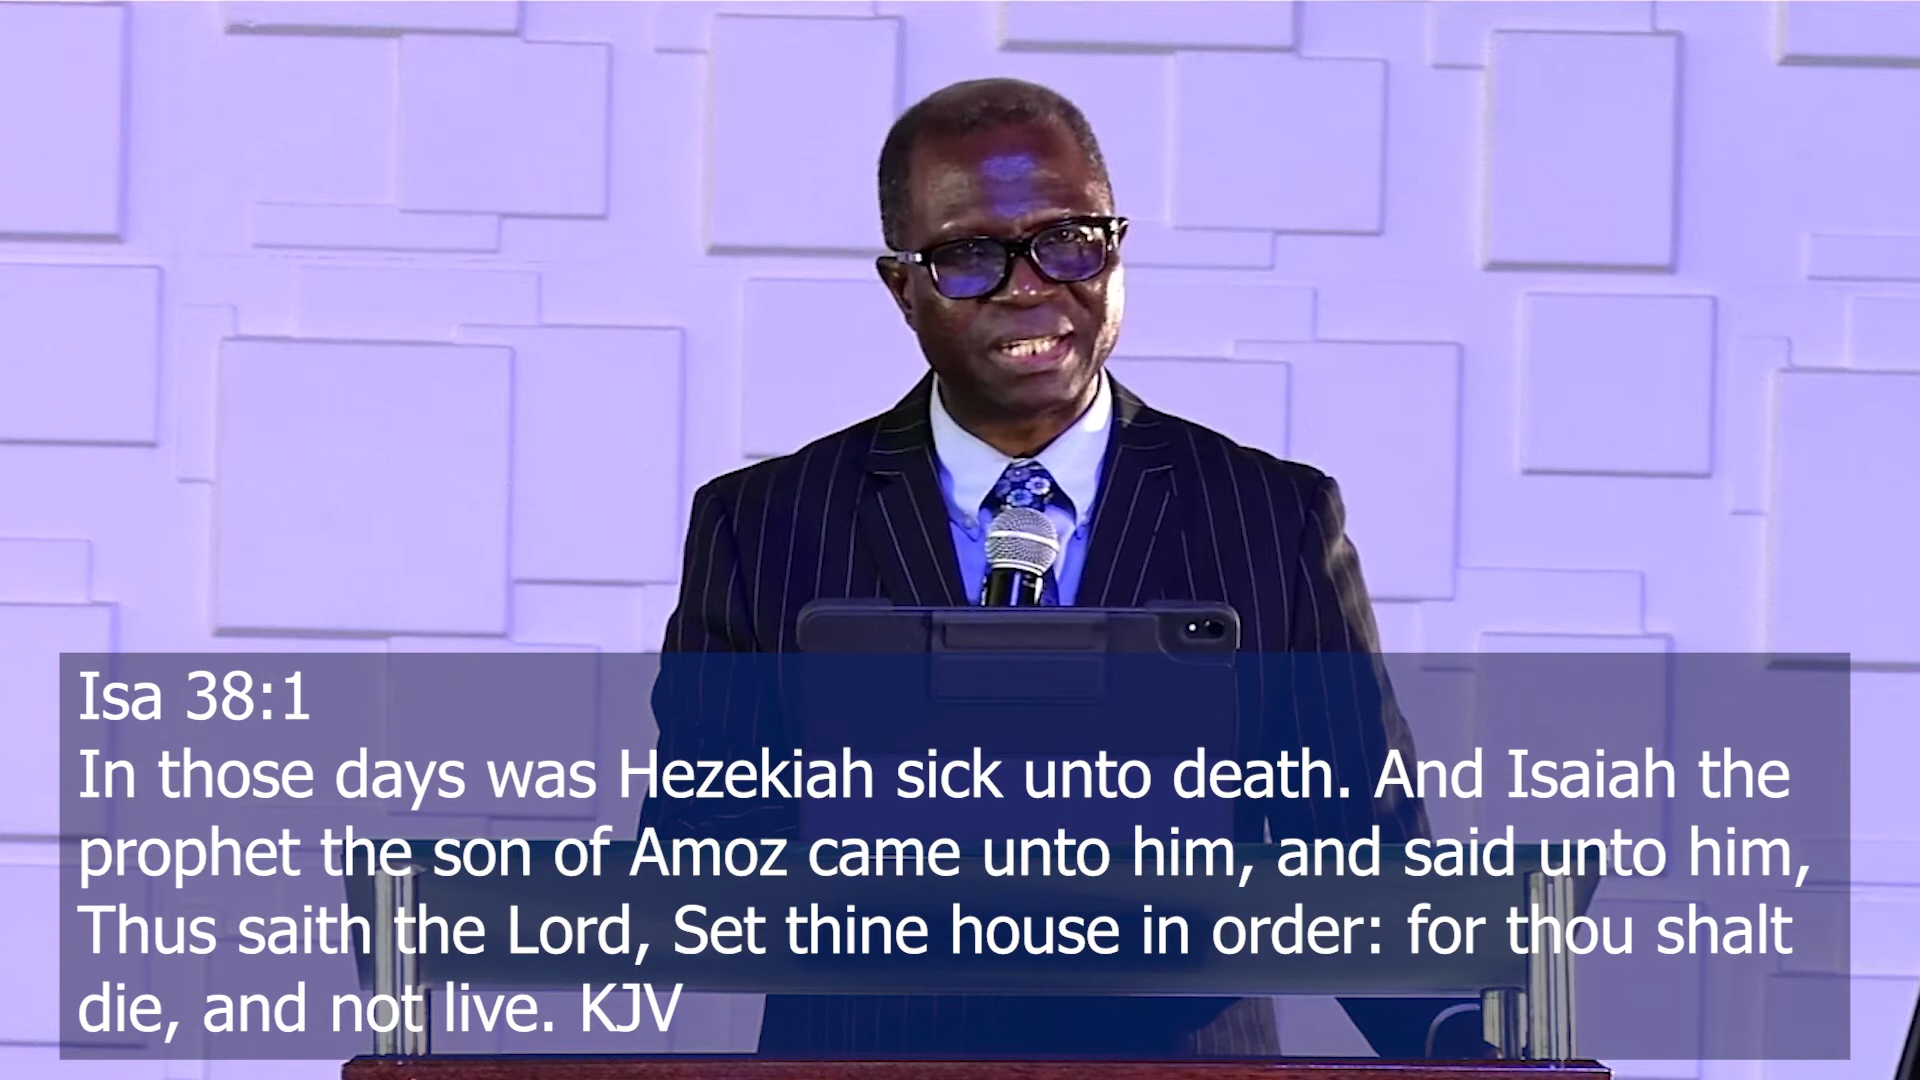 Isa 38:1
In those days was Hezekiah sick unto death. And Isaiah the
prophet the son of Amoz came unto him, and said unto him,
Thus saith the Lord, Set thine house in order: for thou shalt
die, and not live. KJV